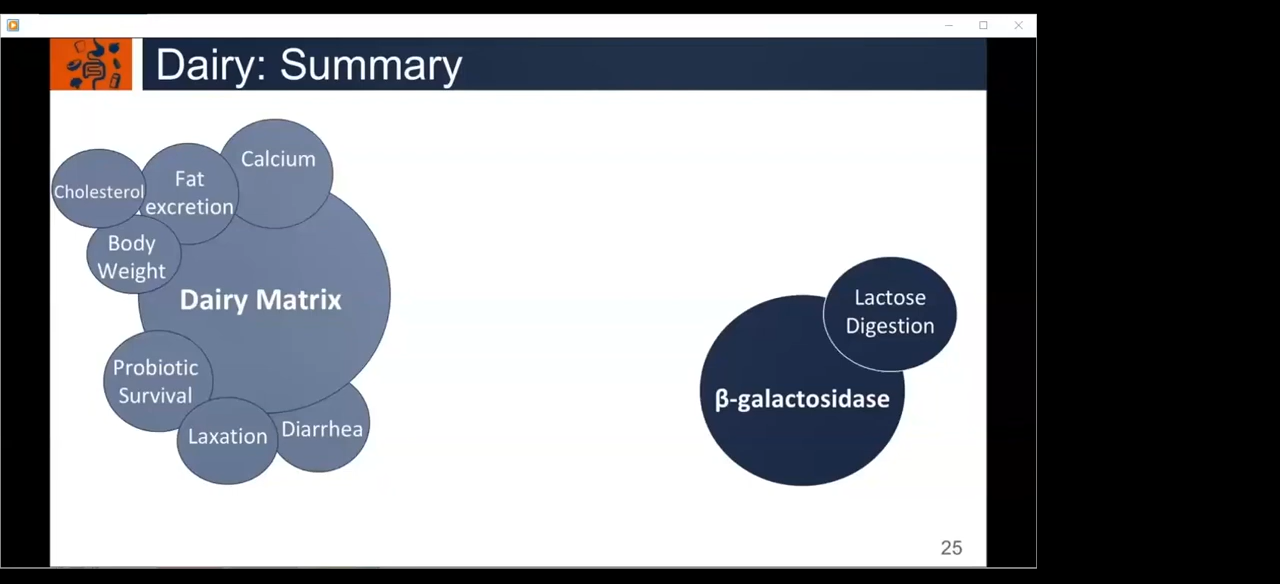 Dairy: Summary
Calcium
Fat
excretion
Cholesterol
Body
Weight
Dairy Matrix
Probiotic
Survival
Laxation
Diarrhea
Lactose
Digestion
β-galactosidase
25